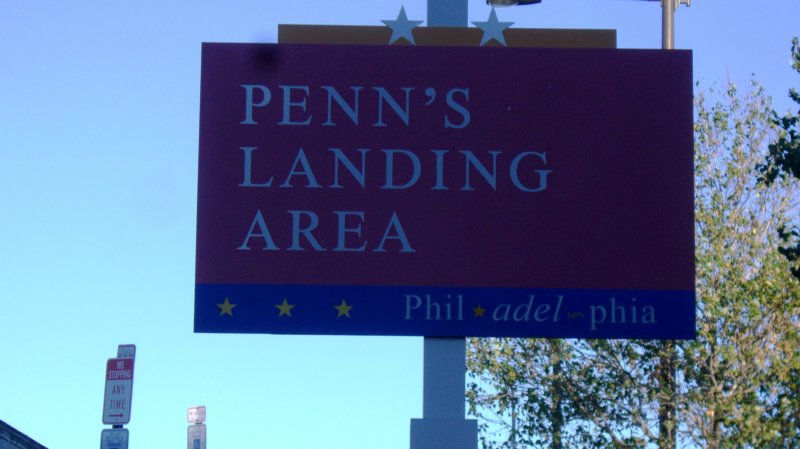 PENN'S
LANDING
AREA
Phil adel phia
NO
STOPPING
ANY
TIME